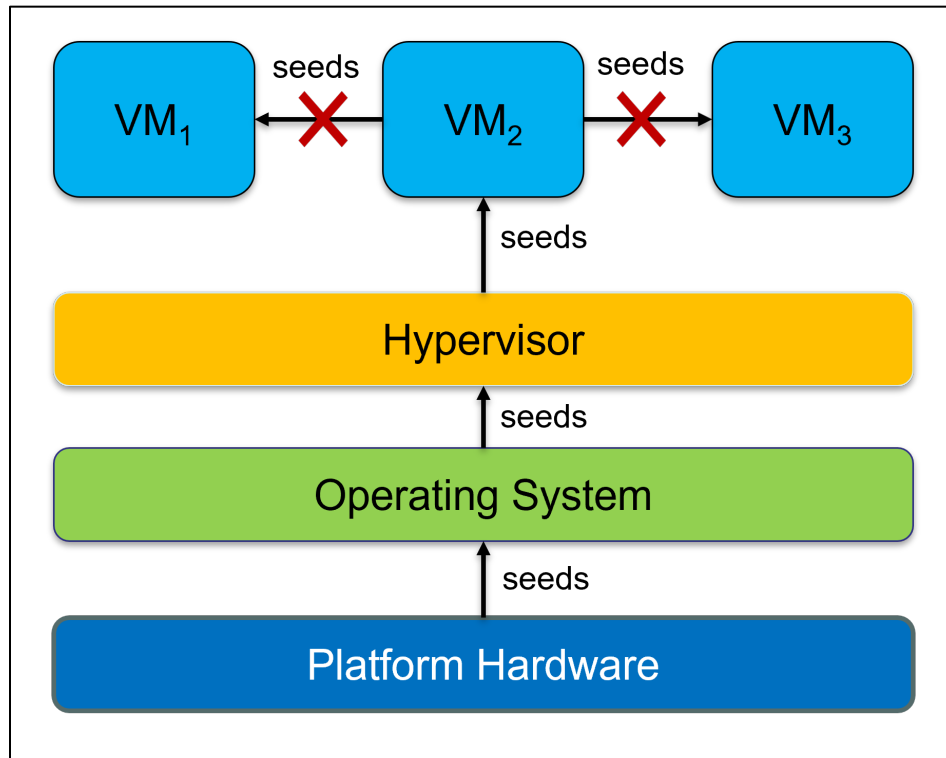 seeds
seeds
VM₁
VM₂
VM₃
seeds
Hypervisor
seeds
Operating System
seeds
Platform Hardware